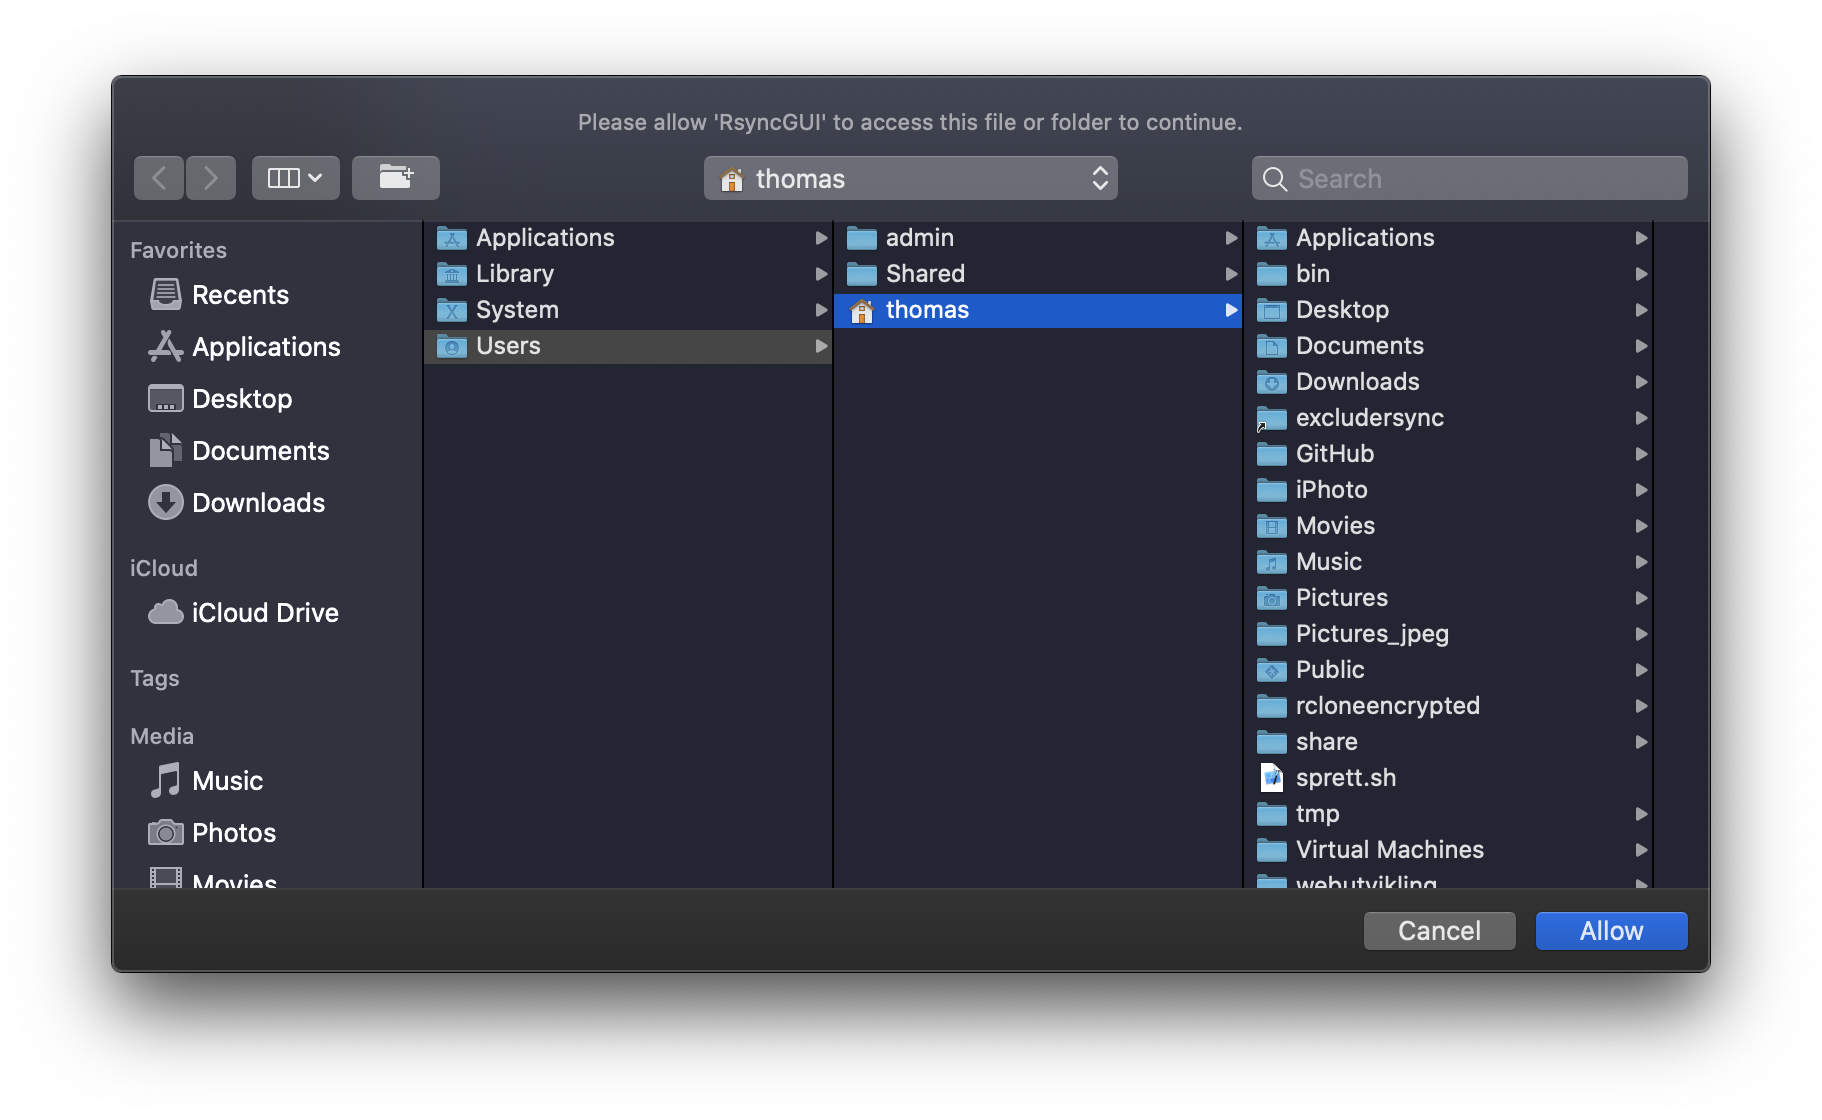 Please allow 'RsyncGUI' to access this file or folder to continue.
thomas
Search
Favorites
Recents
Applications
Desktop
Documents
Downloads
iCloud
iCloud Drive
Tags
Media
Music
Photos
Movies
Applications
Library
System
Users
admin
Shared
thomas
Applications
bin
Desktop
Documents
Downloads
excludersync
GitHub
iPhoto
Movies
Music
Pictures
Pictures_jpeg
Public
rcloneencrypted
share
sprett.sh
tmp
Virtual Machines
webutvikling
Cancel
Allow